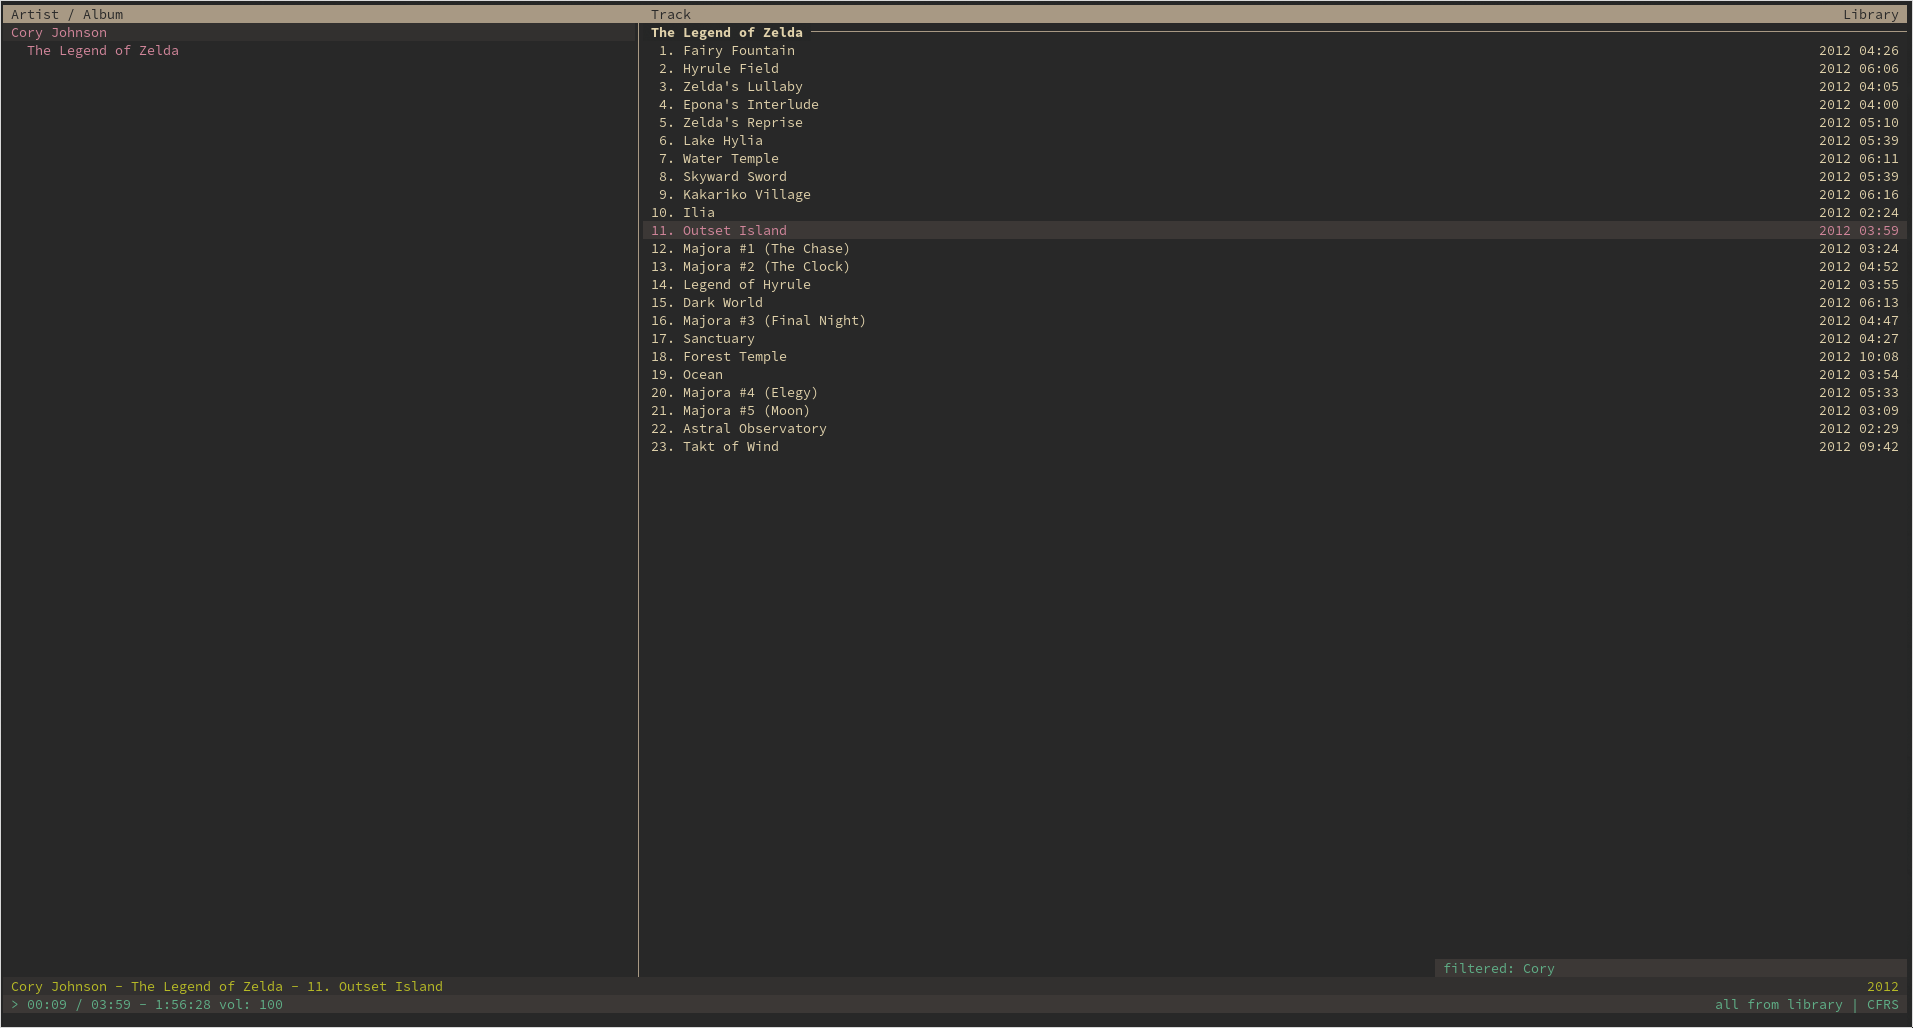 Artist / Album Track Library
Cory Johnson The Legend of Zelda
The Legend of Zelda 1. Fairy Fountain 2012 04:26
2. Hyrule Field 2012 06:06
3. Zelda's Lullaby 2012 04:05
4. Epona's Interlude 2012 04:00
5. Zelda's Reprise 2012 05:10
6. Lake Hylia 2012 05:39
7. Water Temple 2012 06:11
8. Skyward Sword 2012 05:39
9. Kakariko Village 2012 06:16
10. Ilia 2012 02:24
11. Outset Island 2012 03:59
12. Majora #1 (The Chase) 2012 03:24
13. Majora #2 (The Clock) 2012 04:52
14. Legend of Hyrule 2012 03:55
15. Dark World 2012 06:13
16. Majora #3 (Final Night) 2012 04:47
17. Sanctuary 2012 04:27
18. Forest Temple 2012 10:08
19. Ocean 2012 03:54
20. Majora #4 (Elegy) 2012 05:33
21. Majora #5 (Moon) 2012 03:09
22. Astral Observatory 2012 02:29
23. Takt of Wind 2012 09:42
filtered: Cory
Cory Johnson - The Legend of Zelda - 11. Outset Island 2012
> 00:09 / 03:59 - 1:56:28 vol: 100 all from library | CFRS